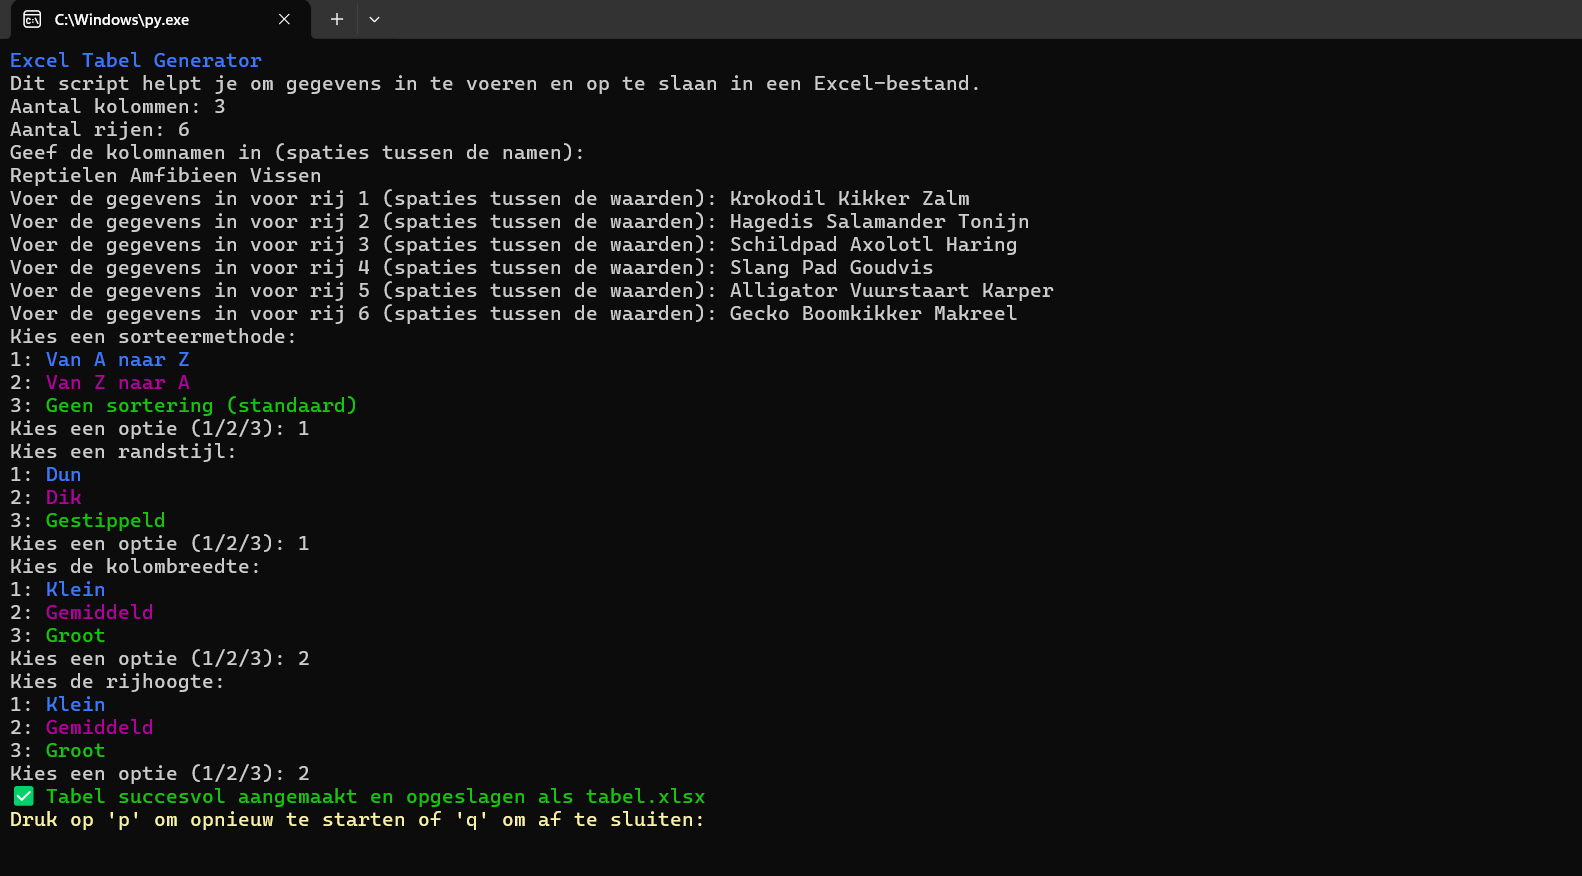 C:\Windows\py.exe
Excel Tabel Generator
Dit script helpt je om gegevens in te voeren en op te slaan in een Excel-bestand.
Aantal kolommen: 3
Aantal rijen: 6
Geef de kolomnamen in (spaties tussen de namen):
Reptielen Amfibieen Vissen
Voer de gegevens in voor rij 1 (spaties tussen de waarden): Krokodil Kikker Zalm
Voer de gegevens in voor rij 2 (spaties tussen de waarden): Hagedis Salamander Tonijn
Voer de gegevens in voor rij 3 (spaties tussen de waarden): Schildpad Axolotl Haring
Voer de gegevens in voor rij 4 (spaties tussen de waarden): Slang Pad Goudvis
Voer de gegevens in voor rij 5 (spaties tussen de waarden): Alligator Vuurstaart Karper
Voer de gegevens in voor rij 6 (spaties tussen de waarden): Gecko Boomkikker Makreel
Kies een sorteermethode:
1: Van A naar Z
2: Van Z naar A
3: Geen sortering (standaard)
Kies een optie (1/2/3): 1
Kies een randstijl:
1: Dun
2: Dik
3: Gestippeld
Kies een optie (1/2/3): 1
Kies de kolombreedte:
1: Klein
2: Gemiddeld
3: Groot
Kies een optie (1/2/3): 2
Kies de rijhoogte:
1: Klein
2: Gemiddeld
3: Groot
Kies een optie (1/2/3): 2
✅ Tabel succesvol aangemaakt en opgeslagen als tabel.xlsx
Druk op 'p' om opnieuw te starten of 'q' om af te sluiten: